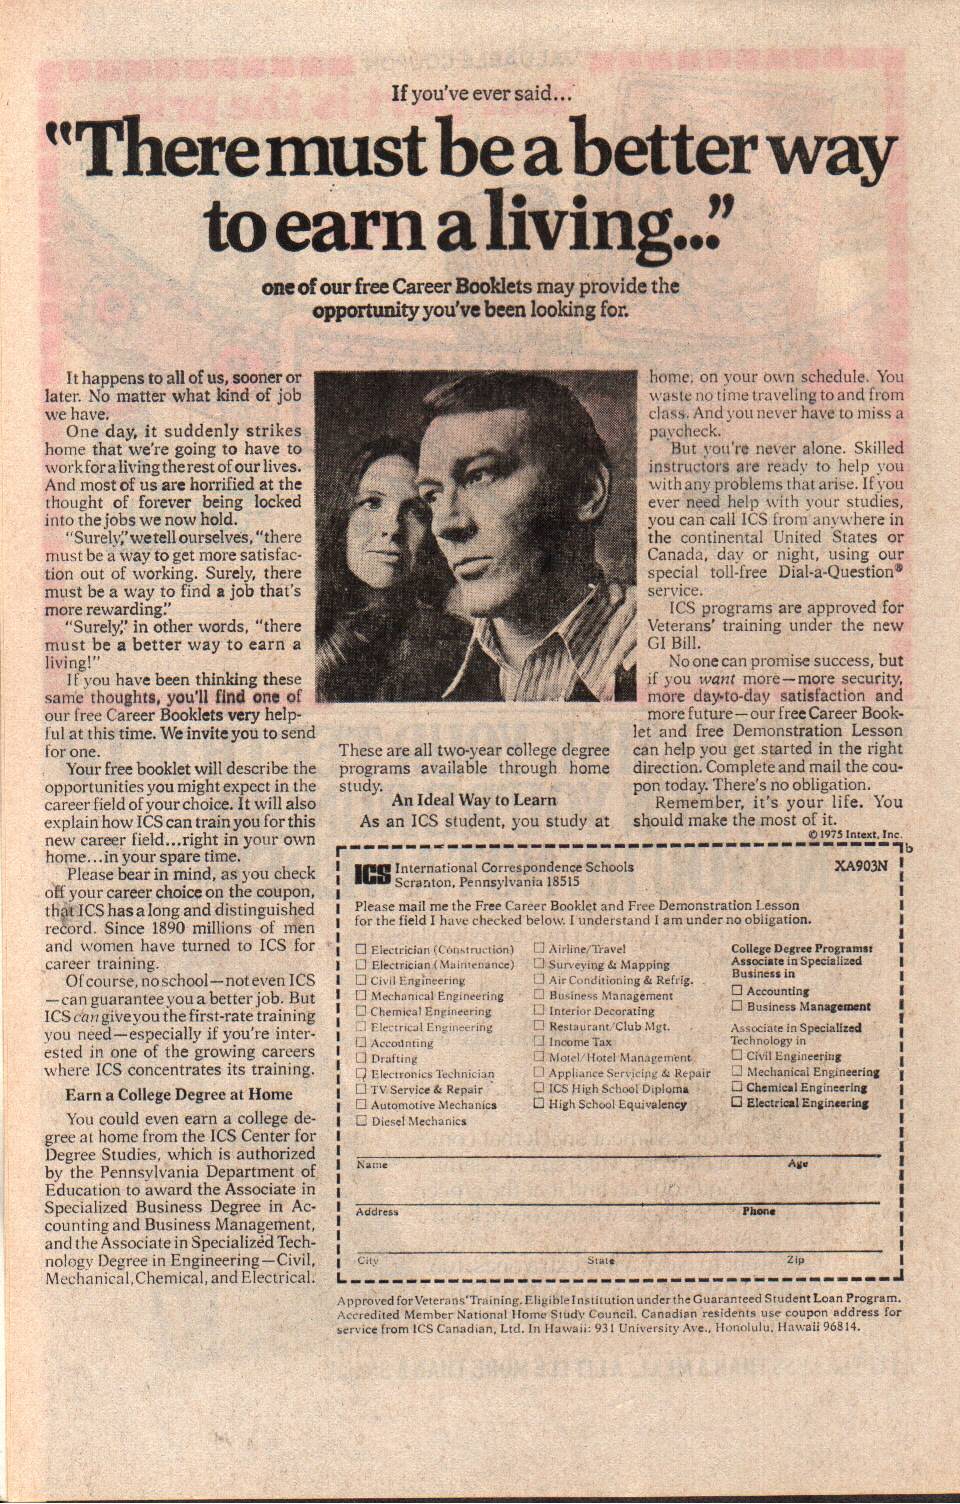 If you've ever said...
"There must be a better way
to earn a living..."
one of our free Career Booklets may provide the
opportunity you've been looking for.
It happens to all of us, sooner or
later. No matter what kind of job
we have.
One day, it suddenly strikes
home that we're going to have to
work for a living the rest of our lives.
And most of us are horrified at the
thought of forever being locked
into the jobs we now hold.
"Surely," we tell ourselves, "there
must be a way to get more satisfac-
tion out of working. Surely, there
must be a way to find a job that's
more rewarding."
"Surely," in other words, "there
must be a better way to earn a
living!"
If you have been thinking these
same thoughts, you'll find one of
our free Career Booklets very help-
ful at this time. We invite you to send
for one.
Your free booklet will describe the
opportunities you might expect in the
career field of your choice. It will also
explain how ICS can train you for this
new career field...right in your own
home...in your spare time.
Please bear in mind, as you check
off your career choice on the coupon,
that ICS has a long and distinguished
record. Since 1890 millions of men
and women have turned to ICS for
career training.
Of course, no school—not even ICS
—can guarantee you a better job. But
ICS can give you the first-rate training
you need—especially if you're inter-
ested in one of the growing careers
where ICS concentrates its training.
Earn a College Degree at Home
You could even earn a college de-
gree at home from the ICS Center for
Degree Studies, which is authorized
by the Pennsylvania Department of
Education to award the Associate in
Specialized Business Degree in Ac-
counting and Business Management,
and the Associate in Specialized Tech-
nology Degree in Engineering—Civil,
Mechanical, Chemical, and Electrical.
These are all two-year college degree
programs available through home
study.
An Ideal Way to Learn
As an ICS student, you study at
home, on your own schedule. You
waste no time traveling to and from
class. And you never have to miss a
paycheck.
But you're never alone. Skilled
instructors are ready to help you
with any problems that arise. If you
ever need help with your studies,
you can call ICS from anywhere in
the continental United States or
Canada, day or night, using our
special toll-free Dial-a-Question®
service.
ICS programs are approved for
Veterans' training under the new
GI Bill.
No one can promise success, but
if you want more—more security,
more day-to-day satisfaction and
more future—our free Career Book-
let and free Demonstration Lesson
can help you get started in the right
direction. Complete and mail the cou-
pon today. There's no obligation.
Remember, it's your life. You
should make the most of it.
© 1975 Intext, Inc.
ICS International Correspondence Schools XA903N
Scranton, Pennsylvania 18515
Please mail me the Free Career Booklet and Free Demonstration Lesson
for the field I have checked below. I understand I am under no obligation.
☐ Electrician (Construction)
☐ Electrician (Maintenance)
☐ Civil Engineering
☐ Mechanical Engineering
☐ Chemical Engineering
☐ Electrical Engineering
☐ Accounting
☐ Drafting
☐ Electronics Technician
☐ TV Service & Repair
☐ Automotive Mechanics
☐ Diesel Mechanics
☐ Airline/Travel
☐ Surveying & Mapping
☐ Air Conditioning & Refrig.
☐ Business Management
☐ Interior Decorating
☐ Restaurant/Club Mgt.
☐ Income Tax
☐ Motel/Hotel Management
☐ Appliance Servicing & Repair
☐ ICS High School Diploma
☐ High School Equivalency
College Degree Programs:
Associate in Specialized
Business in
☐ Accounting
☐ Business Management
Associate in Specialized
Technology in
☐ Civil Engineering
☐ Mechanical Engineering
☐ Chemical Engineering
☐ Electrical Engineering
Name Age
Address Phone
City State Zip
Approved for Veterans' Training. Eligible Institution under the Guaranteed Student Loan Program.
Accredited Member National Home Study Council. Canadian residents use coupon address for
service from ICS Canadian, Ltd. In Hawaii: 931 University Ave., Honolulu, Hawaii 96814.